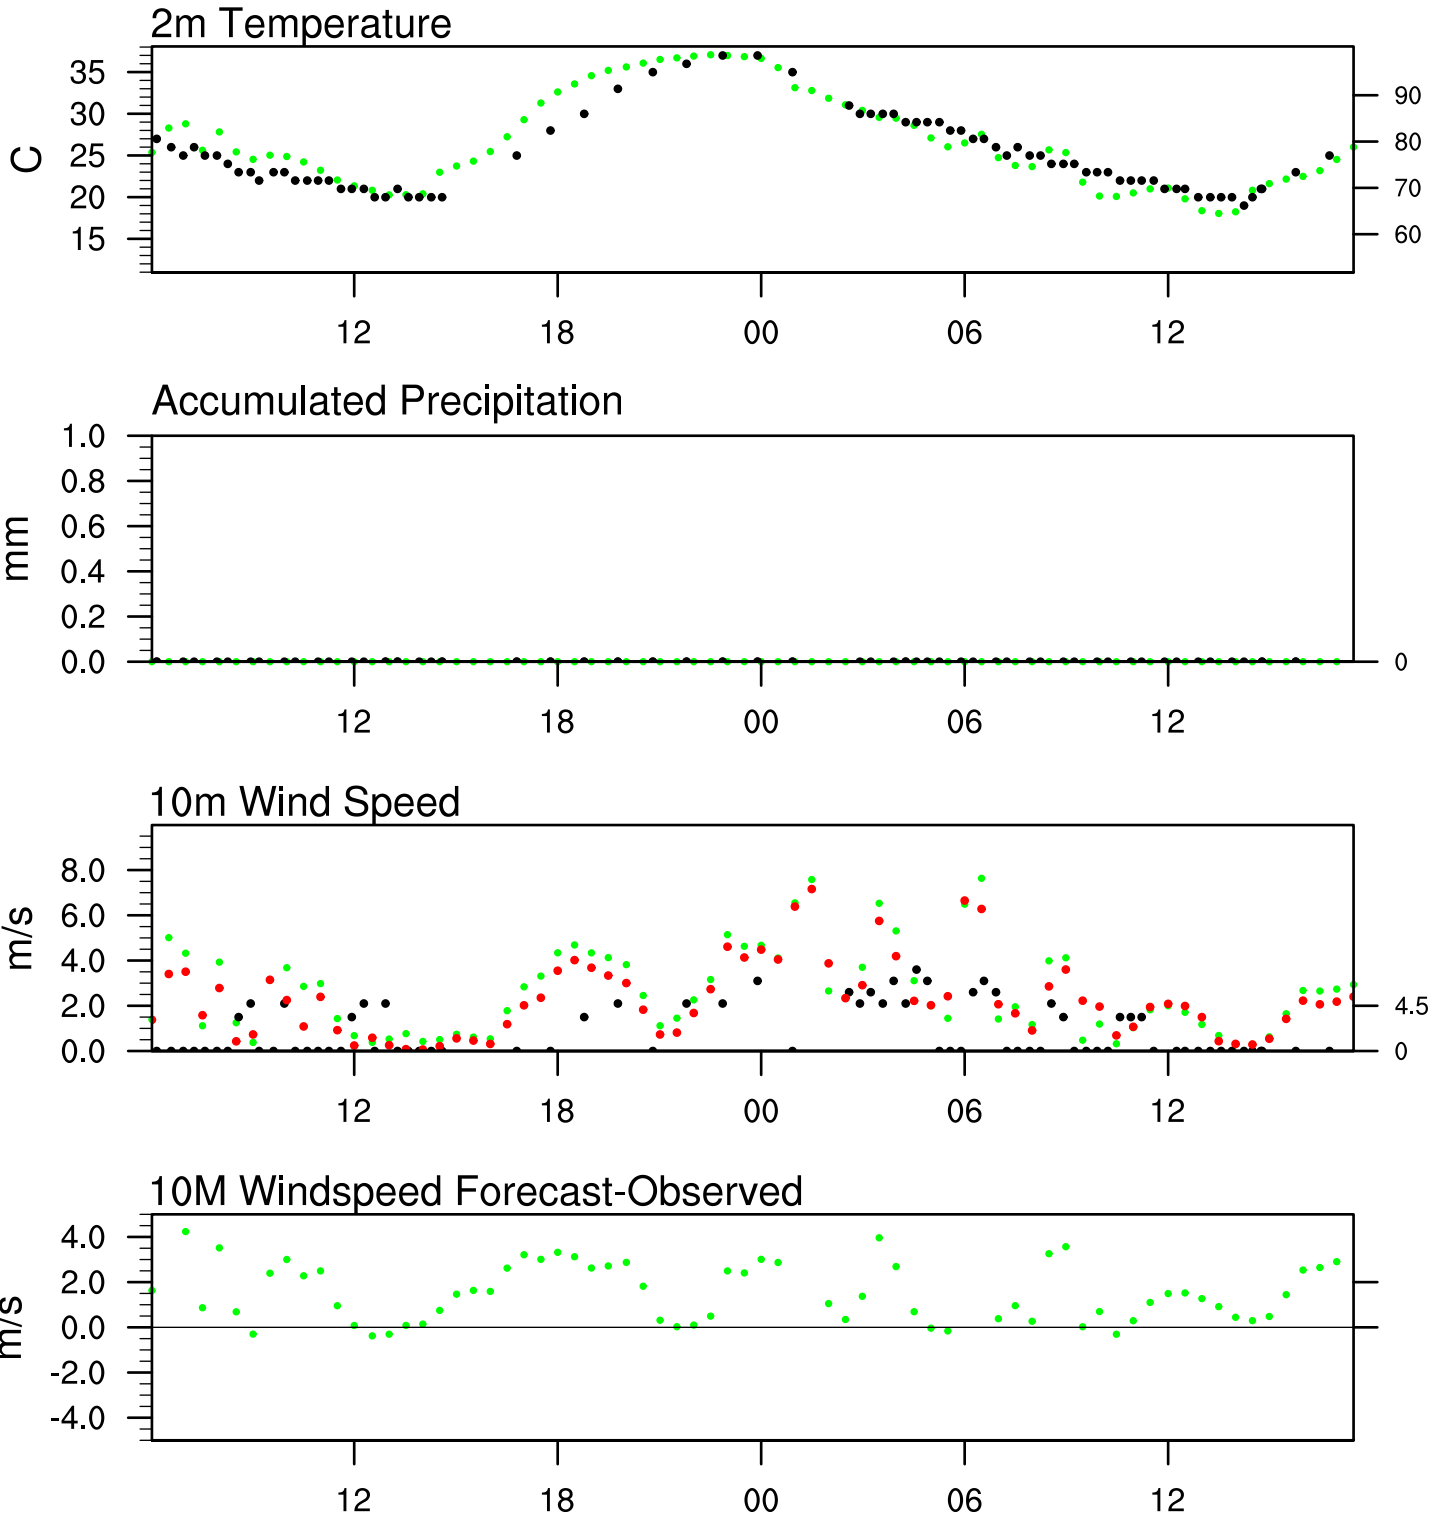 2m Temperature
35
30
25
20
15
C
90
80
70
60
12 18 00 06 12
Accumulated Precipitation
1.0
0.8
0.6
0.4
0.2
0.0
mm
0
12 18 00 06 12
10m Wind Speed
8.0
6.0
4.0
2.0
0.0
m/s
4.5
0
12 18 00 06 12
10M Windspeed Forecast-Observed
4.0
2.0
0.0
-2.0
-4.0
m/s
12 18 00 06 12